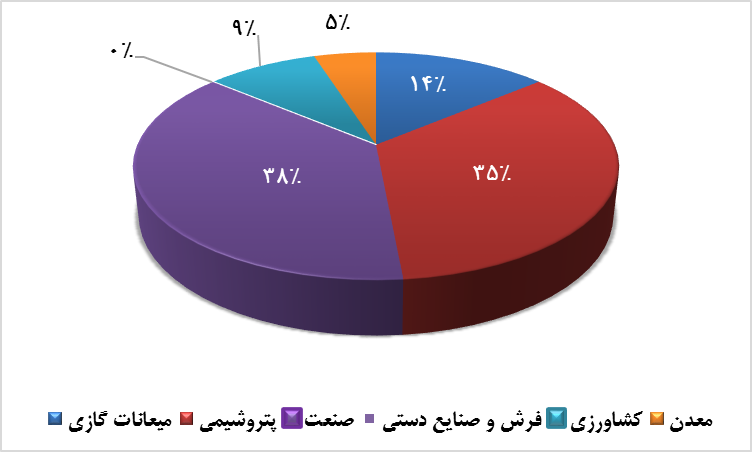 ۵٪
۹٪
۰٪
۱۴٪
۳۵٪
۳۸٪
میعانات گازی
پتروشیمی
صنعت
فرش و صنایع دستی
کشاورزی
معدن